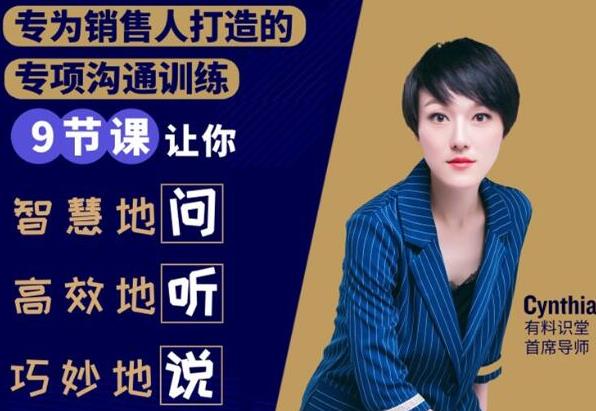 专为销售人打造的
专项沟通训练
9节课让你
智慧地问
高效地听
巧妙地说
Cynthia
有料识堂
首席导师